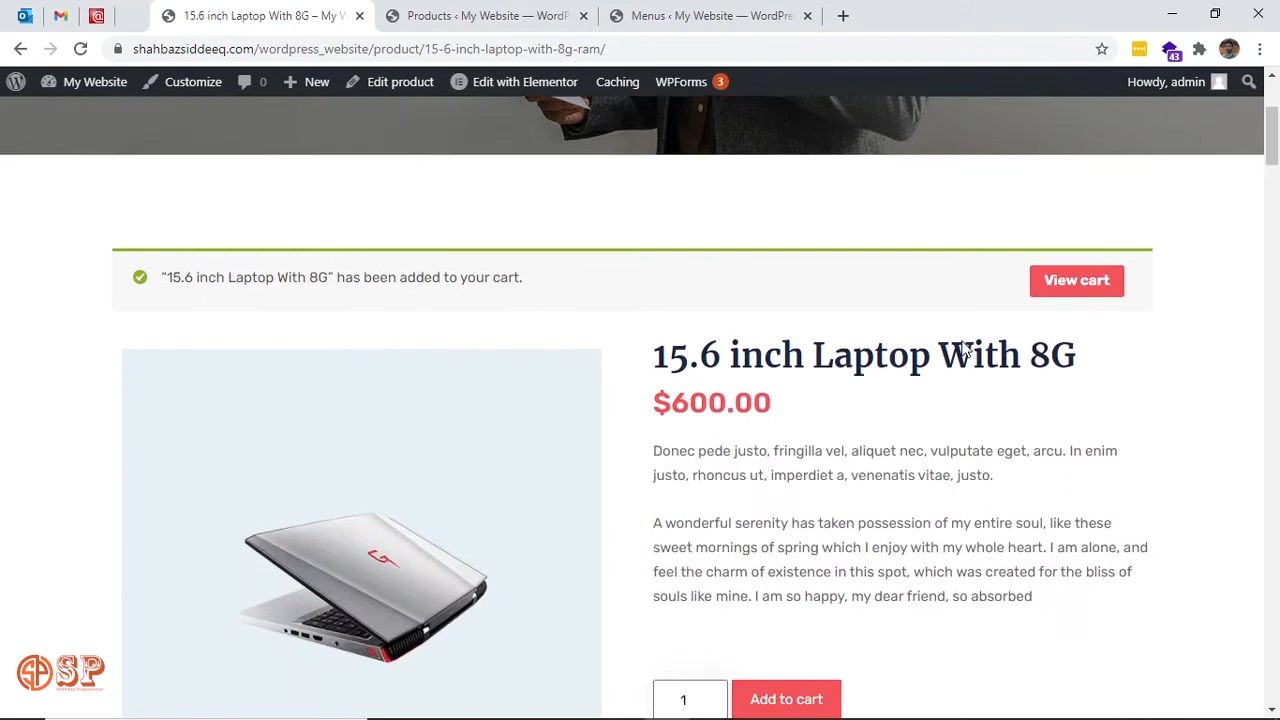 15.6 inch Laptop With 8G – My W
Products ‹ My Website — WordP
Menus ‹ My Website — WordPre
shahbazsiddeeq.com/wordpress_website/product/15-6-inch-laptop-with-8g-ram/
43
My Website
Customize
0
New
Edit product
Edit with Elementor
Caching
WPForms 3
Howdy, admin
“15.6 inch Laptop With 8G” has been added to your cart.
View cart
15.6 inch Laptop With 8G
$600.00
Donec pede justo, fringilla vel, aliquet nec, vulputate eget, arcu. In enim
justo, rhoncus ut, imperdiet a, venenatis vitae, justo.
A wonderful serenity has taken possession of my entire soul, like these
sweet mornings of spring which I enjoy with my whole heart. I am alone, and
feel the charm of existence in this spot, which was created for the bliss of
souls like mine. I am so happy, my dear friend, so absorbed
1
Add to cart
SP